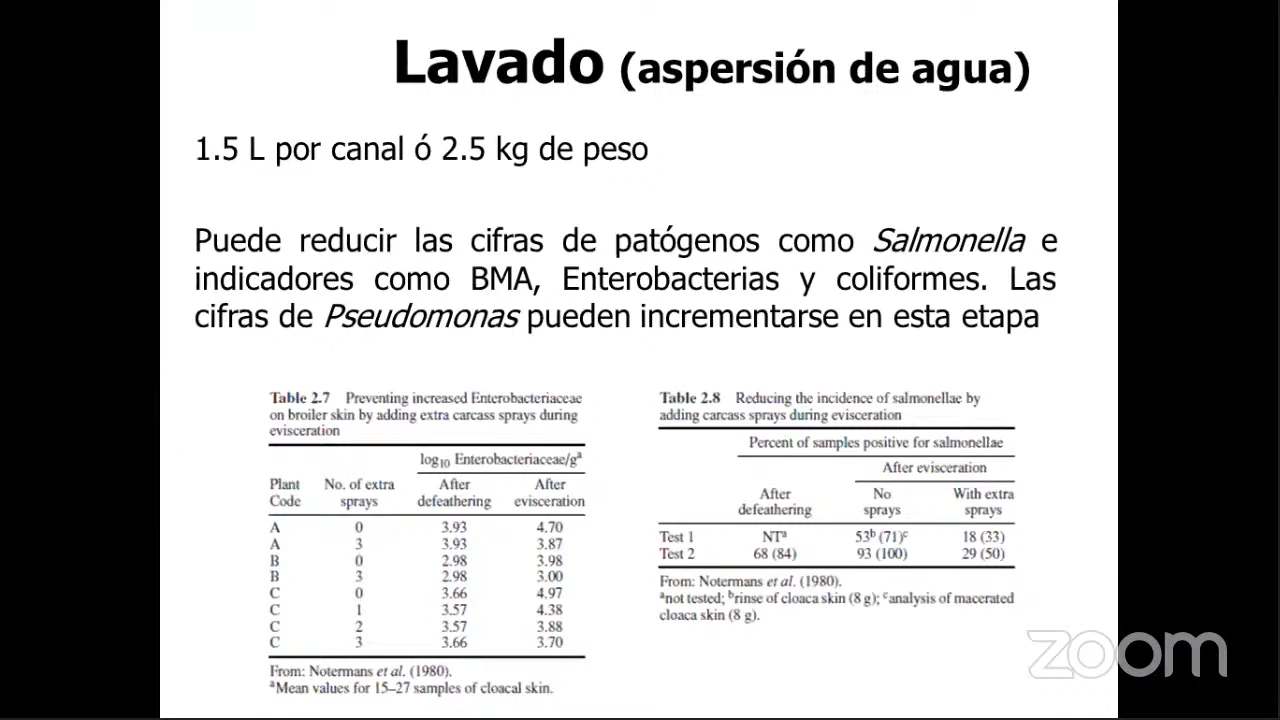 Lavado (aspersión de agua)
1.5 L por canal ó 2.5 kg de peso
Puede reducir las cifras de patógenos como Salmonella e
indicadores como BMA, Enterobacterias y coliformes. Las
cifras de Pseudomonas pueden incrementarse en esta etapa
Table 2.7 Preventing increased Enterobacteriaceae
on broiler skin by adding extra carcass sprays during
evisceration
log10 Enterobacteriaceae/gª
Plant No. of extra After After
Code sprays defeathering evisceration
A 0 3.93 4.70
A 3 3.93 3.87
B 0 2.98 3.98
B 3 2.98 3.00
C 0 3.66 4.97
C 1 3.57 4.38
C 2 3.57 3.88
C 3 3.66 3.70
From: Notermans et al. (1980).
ªMean values for 15–27 samples of cloacal skin.
Table 2.8 Reducing the incidence of salmonellae by
adding carcass sprays during evisceration
Percent of samples positive for salmonellae
After evisceration
After No With extra
defeathering sprays sprays
Test 1 NTª 53ᵇ (71)ᶜ 18 (33)
Test 2 68 (84) 93 (100) 29 (50)
From: Notermans et al. (1980).
ªnot tested; ᵇrinse of cloaca skin (8 g); ᶜanalysis of macerated
cloaca skin (8 g).
zoom